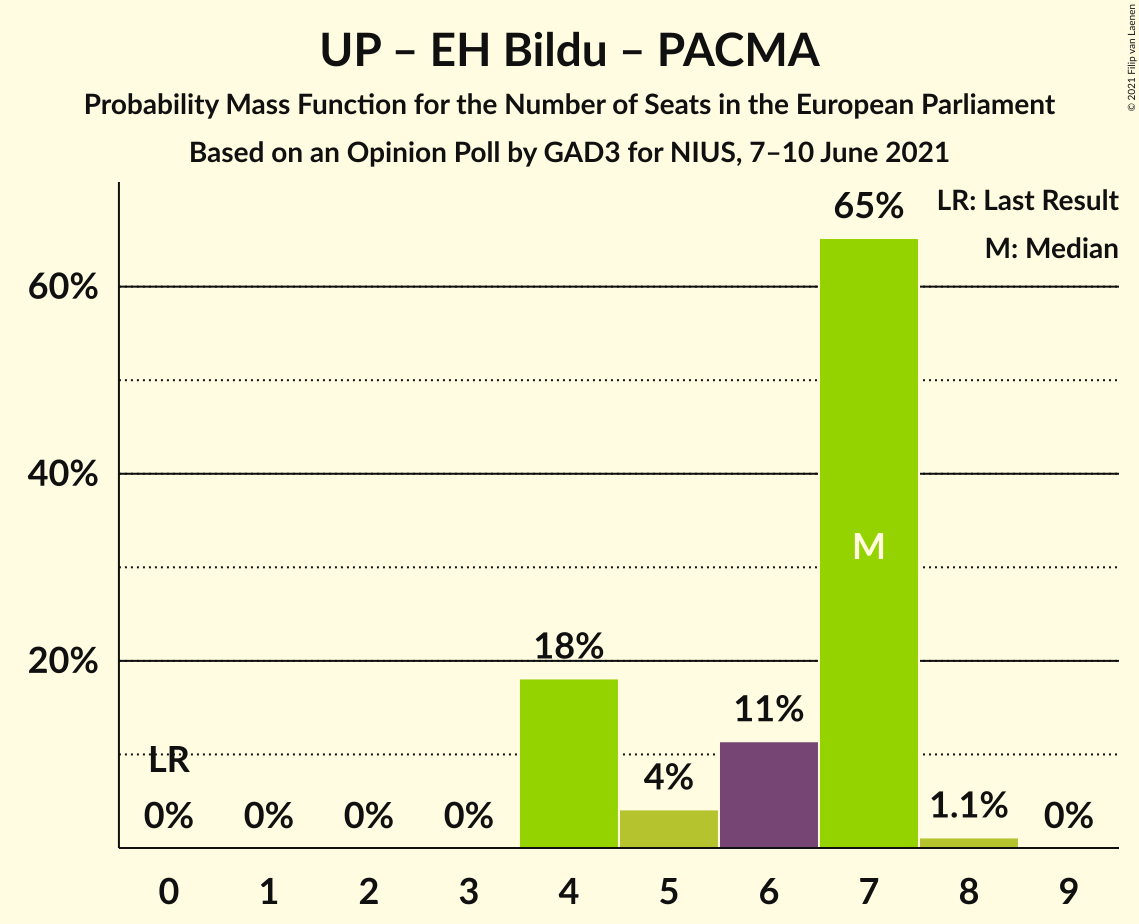 UP – EH Bildu – PACMA
Probability Mass Function for the Number of Seats in the European Parliament
Based on an Opinion Poll by GAD3 for NIUS, 7–10 June 2021
© 2021 Filip van Laenen
LR: Last Result
M: Median
65%
60%
40%
M
20%
18%
11%
LR
4%
1.1%
0%
0%
0%
0%
0%
0 1 2 3 4 5 6 7 8 9